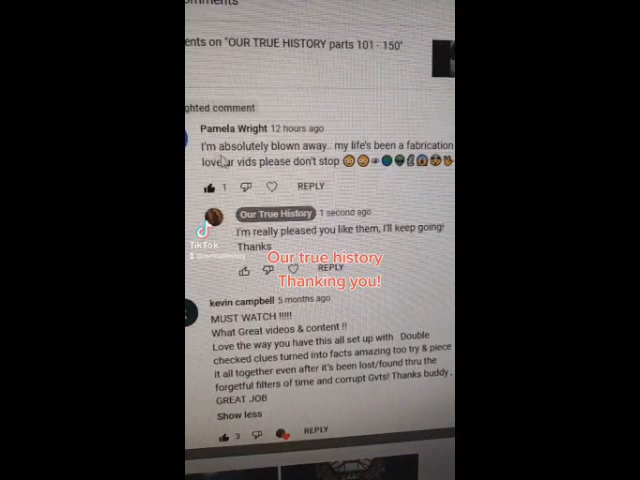 omments
ents on "OUR TRUE HISTORY parts 101 - 150"
ghted comment
Pamela Wright 12 hours ago
I'm absolutely blown away.. my life's been a fabrication
love ur vids please don't stop
1 REPLY
Our True History 1 second ago
I'm really pleased you like them, I'll keep going!
Thanks
TikTok
Our true history
REPLY
Thanking you!
kevin campbell 5 months ago
MUST WATCH !!!!!
What Great videos & content !!
Love the way you have this all set up with Double
checked clues turned into facts amazing too try & piece
it all together even after it's been lost/found thru the
forgetful filters of time and corrupt Gvts! Thanks buddy ,
GREAT JOB
Show less
3 REPLY